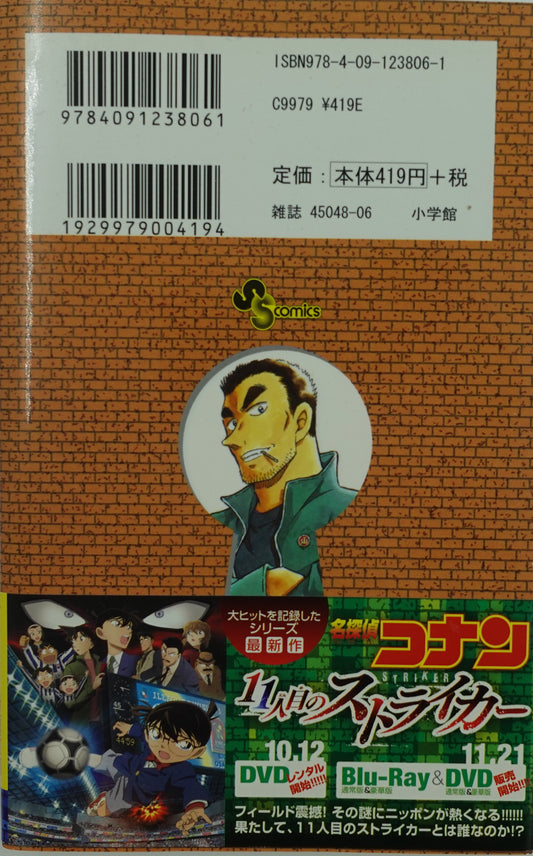 ISBN978-4-09-123806-1
9784091238061
C9979 ¥419E
定価：本体419円＋税
1929979004194
雑誌 45048-06 小学館
S S comics
大ヒットを記録した
シリーズ
最新作
名探偵コナン
STRIKER
11人目のストライカー
10.12
DVDレンタル開始!!!!!
11.21
Blu-Ray & DVD 販売開始!!!
通常版&豪華版 通常版&豪華版
フィールド震撼! その謎にニッポンが熱くなる!!!!!!
果たして、11人目のストライカーとは誰なのか!?
44:59